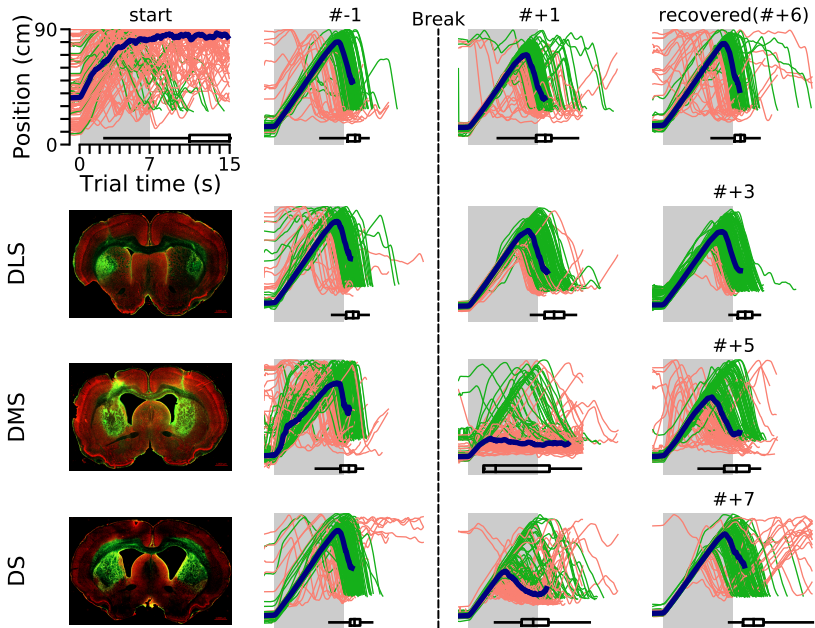 start #-1 Break #+1 recovered(#+6)
Position (cm)
90
0
0 7 15
Trial time (s)
#+3
DLS
#+5
DMS
#+7
DS